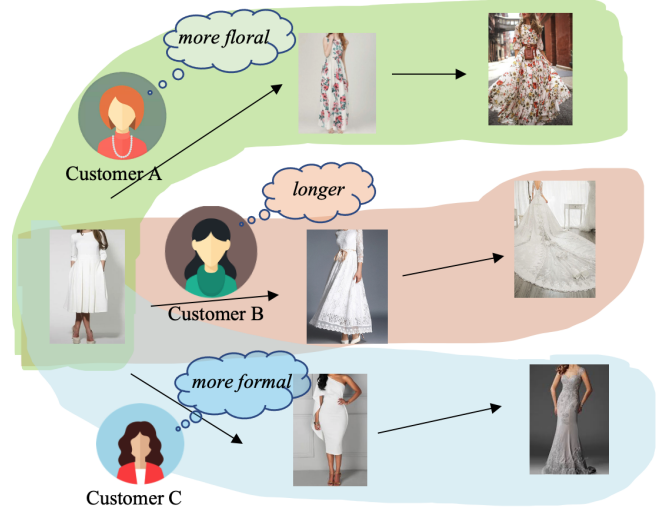 more floral
Customer A
longer
Customer B
more formal
Customer C